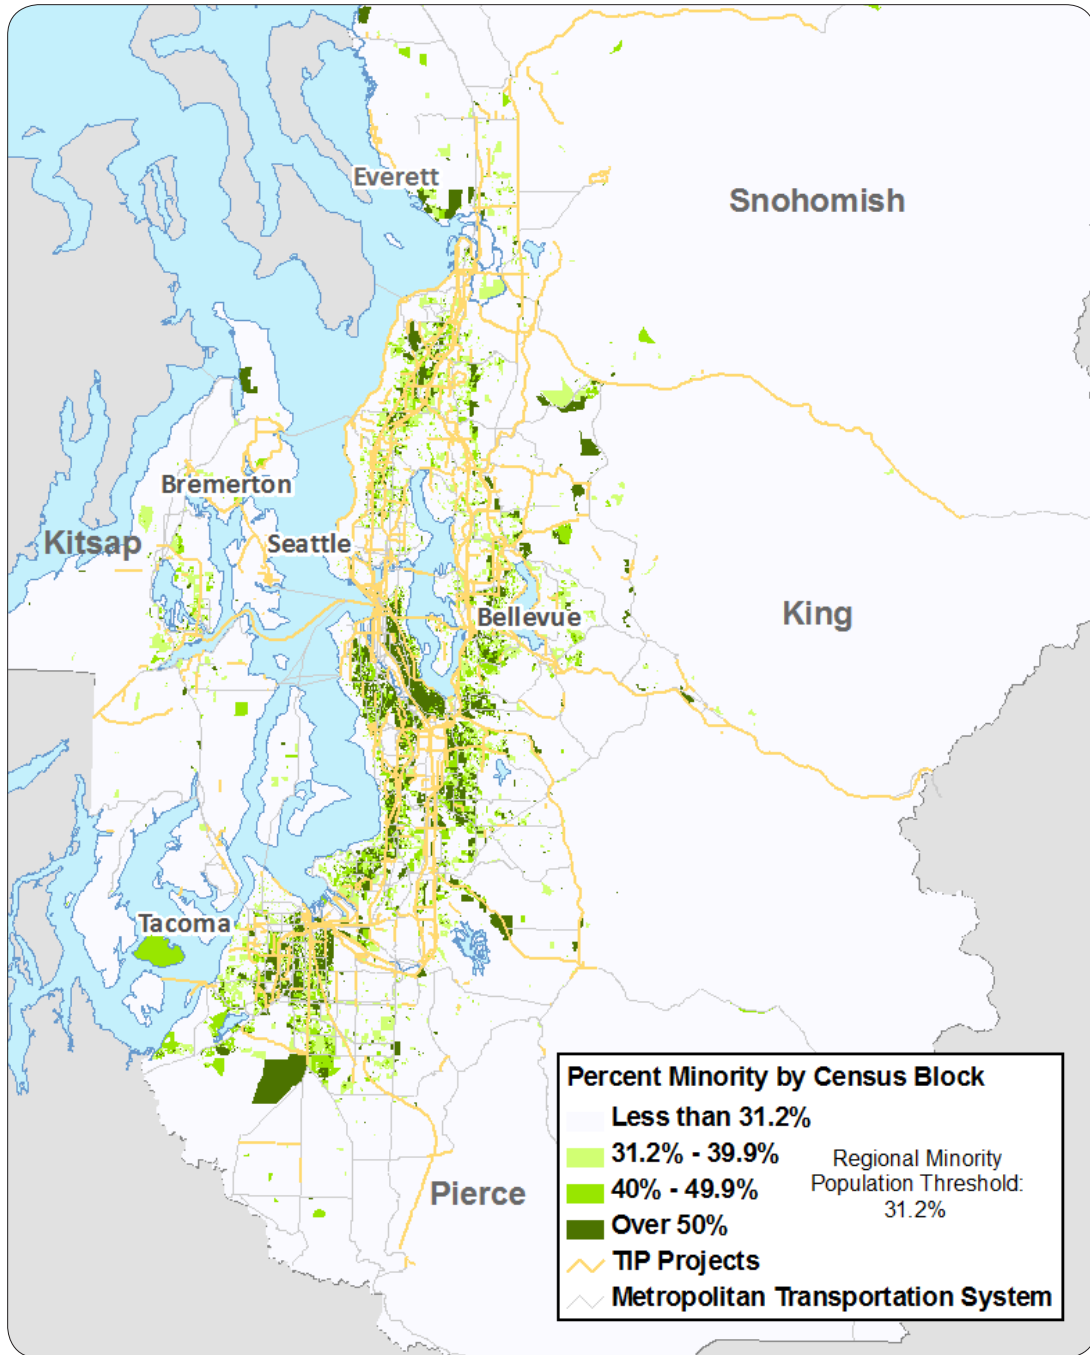 Everett
Snohomish
Bremerton
Kitsap
Seattle
King
Bellevue
Tacoma
Pierce
Percent Minority by Census Block
Less than 31.2%
31.2% - 39.9%
40% - 49.9%
Over 50%
TIP Projects
Metropolitan Transportation System
Regional Minority
Population Threshold:
31.2%